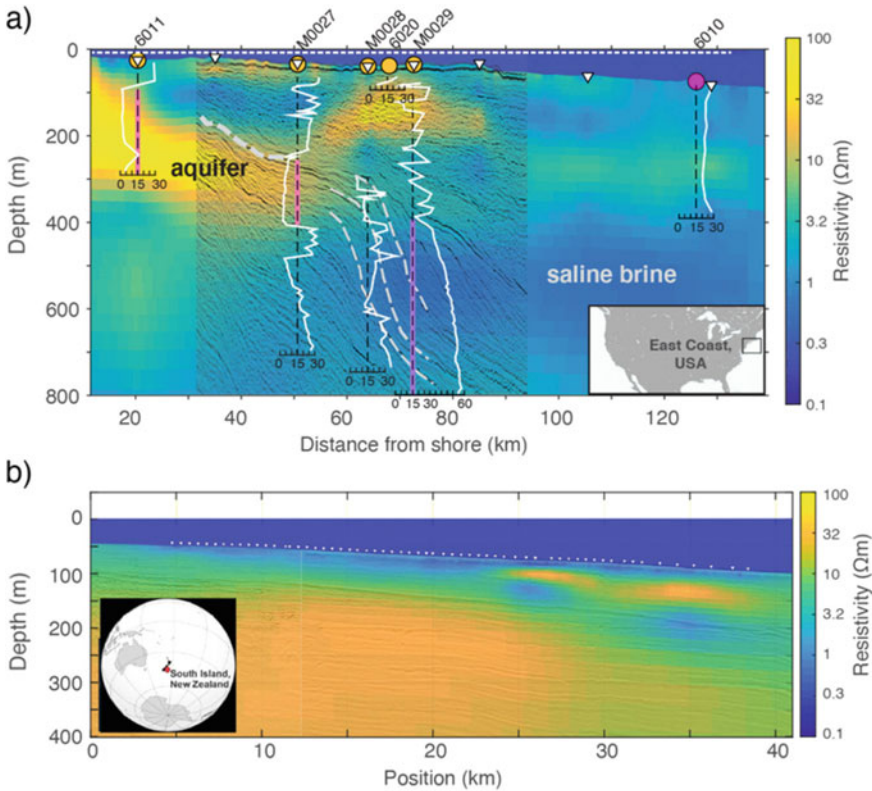 a)
6011
M0027
M0028
6020
M0029
6010
0
200
400
600
800
Depth (m)
0 15 30
0 15 30
0 15 30
0 15 30
0 15 30
0 15 30 60
0 15 30
aquifer
saline brine
East Coast,
USA
20
40
60
80
100
120
Distance from shore (km)
100
32
10
3.2
1
0.3
0.1
Resistivity (Ωm)
b)
0
100
200
300
400
Depth (m)
South Island,
New Zealand
0
10
20
30
40
Position (km)
100
32
10
3.2
1
0.3
0.1
Resistivity (Ωm)